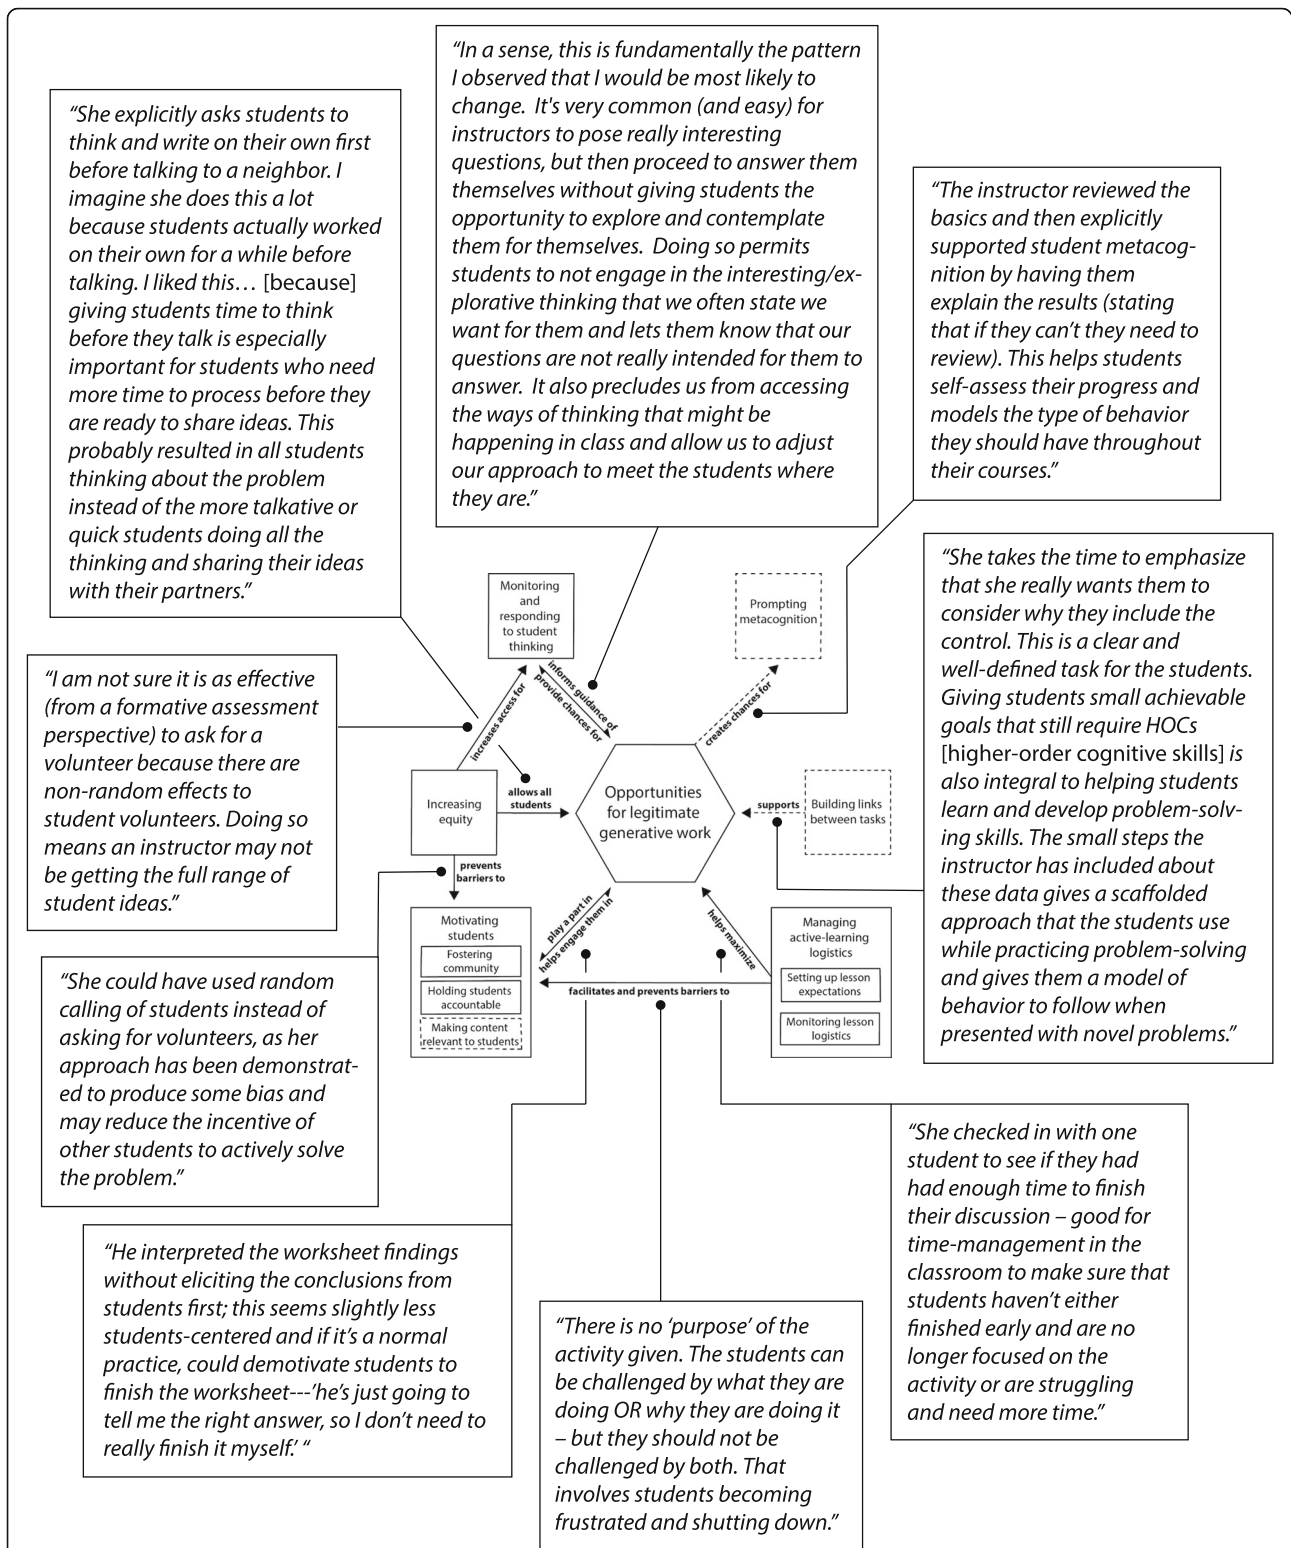 “She explicitly asks students to
think and write on their own first
before talking to a neighbor. I
imagine she does this a lot
because students actually worked
on their own for a while before
talking. I liked this… [because]
giving students time to think
before they talk is especially
important for students who need
more time to process before they
are ready to share ideas. This
probably resulted in all students
thinking about the problem
instead of the more talkative or
quick students doing all the
thinking and sharing their ideas
with their partners.”
“In a sense, this is fundamentally the pattern
I observed that I would be most likely to
change.  It's very common (and easy) for
instructors to pose really interesting
questions, but then proceed to answer them
themselves without giving students the
opportunity to explore and contemplate
them for themselves.  Doing so permits
students to not engage in the interesting/ex-
plorative thinking that we often state we
want for them and lets them know that our
questions are not really intended for them to
answer.  It also precludes us from accessing
the ways of thinking that might be
happening in class and allow us to adjust
our approach to meet the students where
they are.”
“The instructor reviewed the
basics and then explicitly
supported student metacog-
nition by having them
explain the results (stating
that if they can’t they need to
review). This helps students
self-assess their progress and
models the type of behavior
they should have throughout
their courses.”
“She takes the time to emphasize
that she really wants them to
consider why they include the
control. This is a clear and
well-defined task for the students.
Giving students small achievable
goals that still require HOCs
[higher-order cognitive skills] is
also integral to helping students
learn and develop problem-solv-
ing skills. The small steps the
instructor has included about
these data gives a scaffolded
approach that the students use
while practicing problem-solving
and gives them a model of
behavior to follow when
presented with novel problems.”
“I am not sure it is as effective
(from a formative assessment
perspective) to ask for a
volunteer because there are
non-random effects to
student volunteers. Doing so
means an instructor may not
be getting the full range of
student ideas.”
Monitoring
and
responding
to student
thinking
Prompting
metacognition
increases access for
informs guidance of
provide chances for
creates chances for
Increasing
equity
allows all
students
Opportunities
for legitimate
generative work
supports
Building links
between tasks
prevents
barriers to
play a part in
helps engage them in
helps maximize
Motivating
students
Fostering
community
Holding students
accountable
Making content
relevant to students
facilitates and prevents barriers to
Managing
active-learning
logistics
Setting up lesson
expectations
Monitoring lesson
logistics
“She could have used random
calling of students instead of
asking for volunteers, as her
approach has been demonstrat-
ed to produce some bias and
may reduce the incentive of
other students to actively solve
the problem.”
“He interpreted the worksheet findings
without eliciting the conclusions from
students first; this seems slightly less
students-centered and if it’s a normal
practice, could demotivate students to
finish the worksheet---’he’s just going to
tell me the right answer, so I don’t need to
really finish it myself.’ “
“There is no ‘purpose’ of the
activity given. The students can
be challenged by what they are
doing OR why they are doing it
– but they should not be
challenged by both. That
involves students becoming
frustrated and shutting down.”
“She checked in with one
student to see if they had
had enough time to finish
their discussion – good for
time-management in the
classroom to make sure that
students haven’t either
finished early and are no
longer focused on the
activity or are struggling
and need more time.”